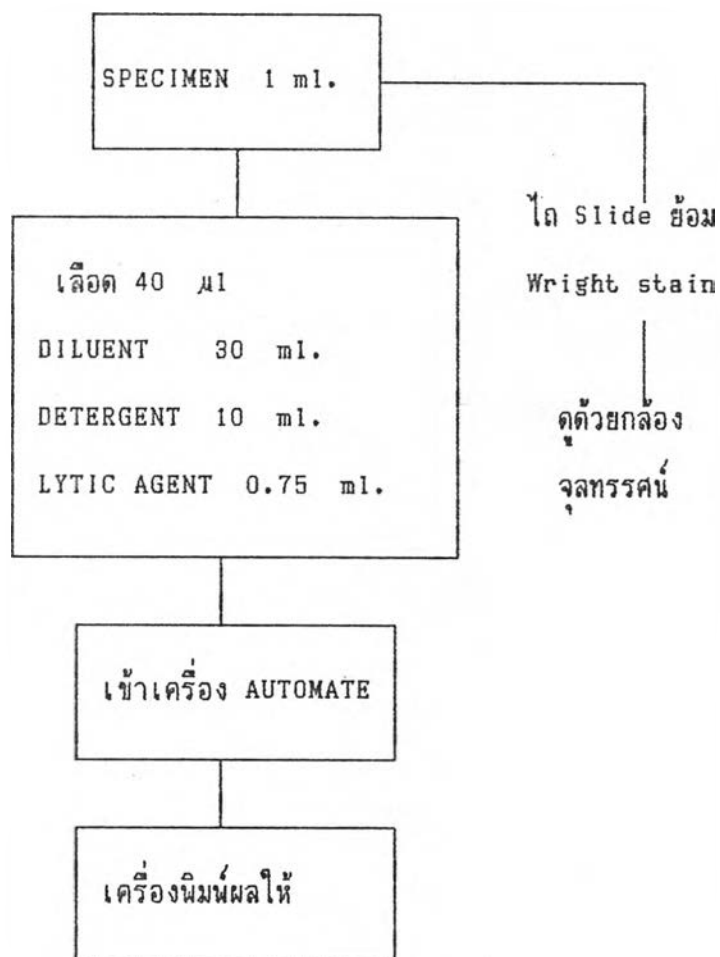 SPECIMEN 1 ml.
ไถ Slide ย้อม
Wright stain
ดูด้วยกล้อง
จุลทรรศน์
เลือด 40 µl
DILUENT 30 ml.
DETERGENT 10 ml.
LYTIC AGENT 0.75 ml.
เข้าเครื่อง AUTOMATE
เครื่องพิมพ์ผลให้